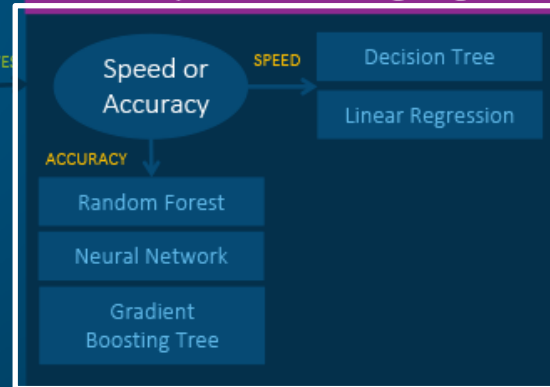 Speed or
Accuracy
SPEED
Decision Tree
Linear Regression
ACCURACY
Random Forest
Neural Network
Gradient
Boosting Tree